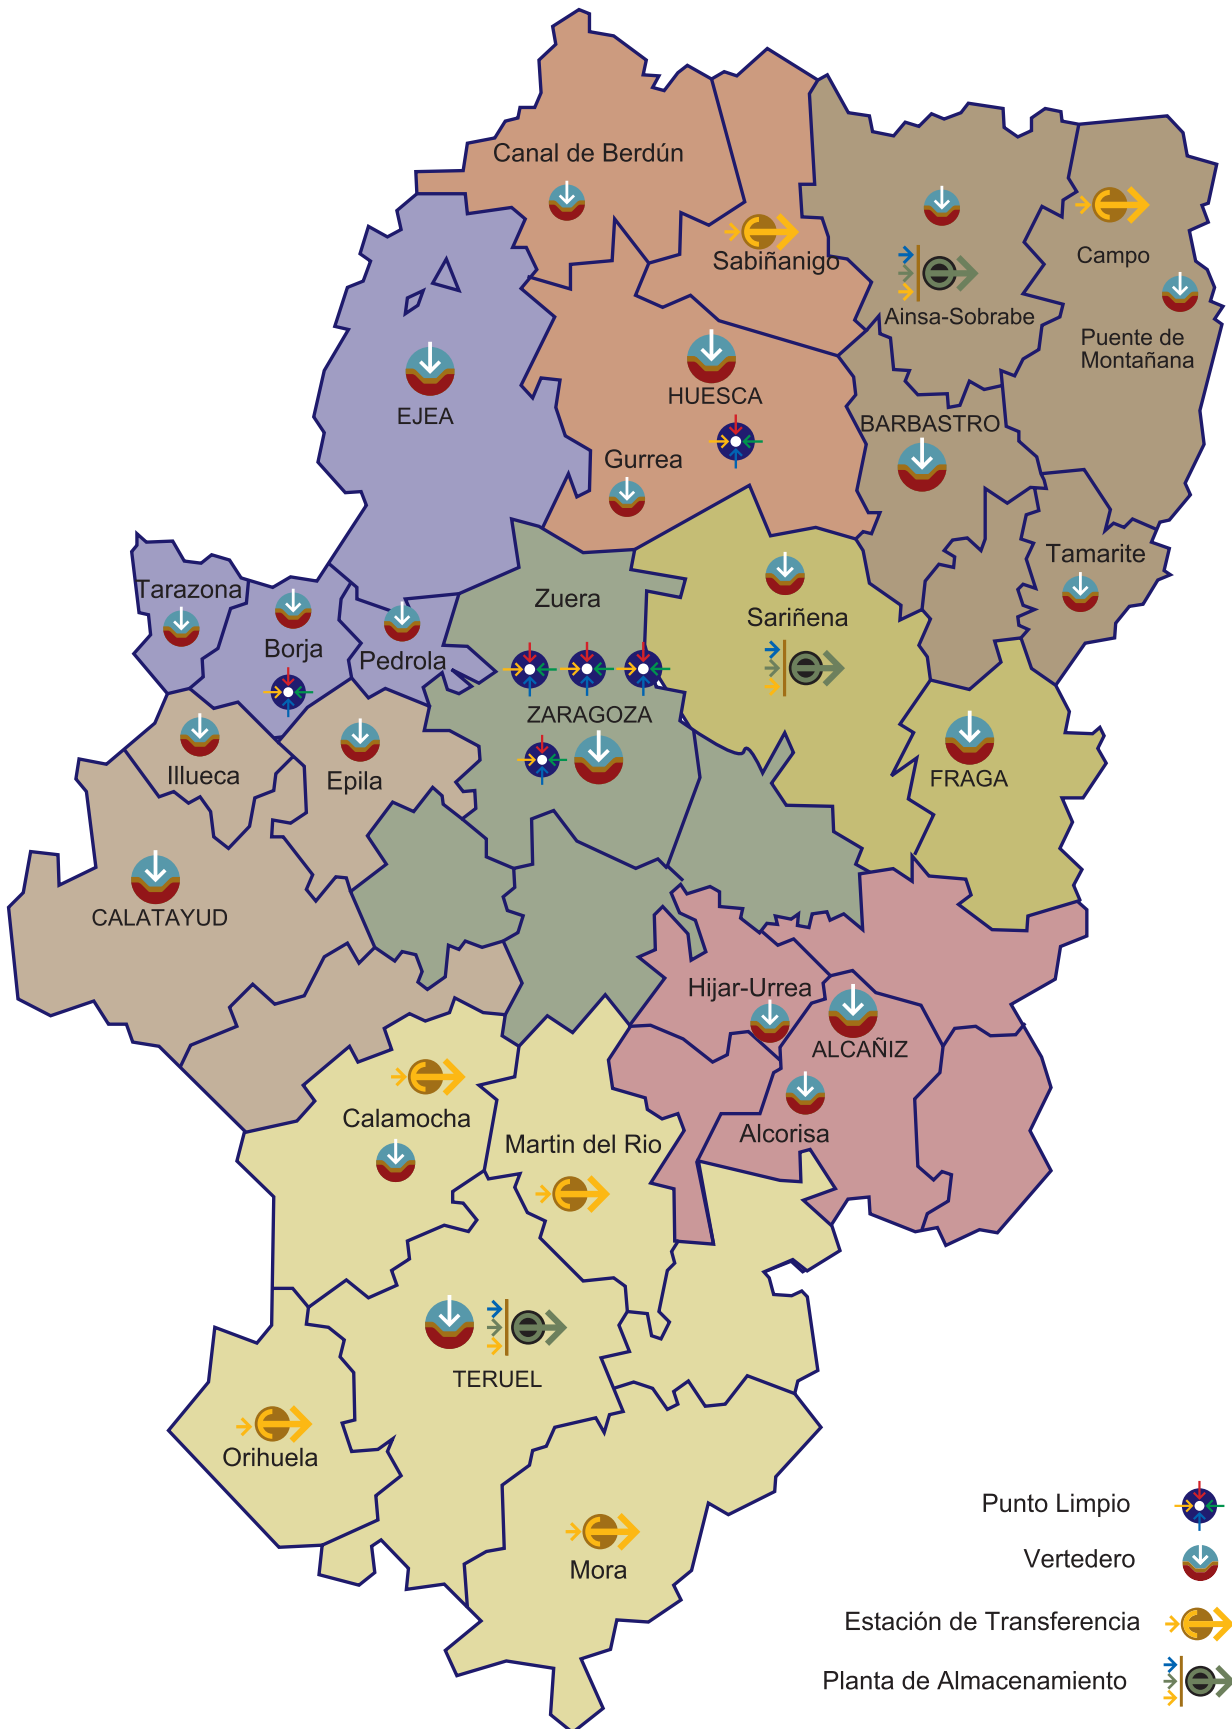 Canal de Berdún
Sabiñanigo
Campo
Ainsa-Sobrabe
Puente de
Montañana
HUESCA
EJEA
BARBASTRO
Gurrea
Tamarite
Tarazona
Zuera
Sariñena
Borja
Pedrola
ZARAGOZA
Illueca
Epila
FRAGA
CALATAYUD
Hijar-Urrea
ALCAÑIZ
Calamocha
Alcorisa
Martin del Rio
TERUEL
Orihuela
Mora
Punto Limpio
Vertedero
Estación de Transferencia
Planta de Almacenamiento